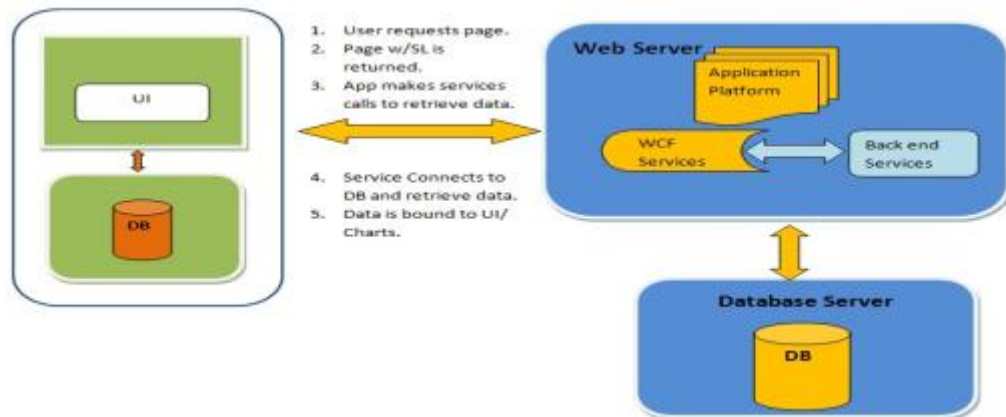 UI
DB
1. User requests page.
2. Page w/SL is
returned.
3. App makes services
calls to retrieve data.
4. Service Connects to
DB and retrieve data.
5. Data is bound to UI/
Charts.
Web Server
Application
Platform
WCF
Services
Back end
Services
Database Server
DB